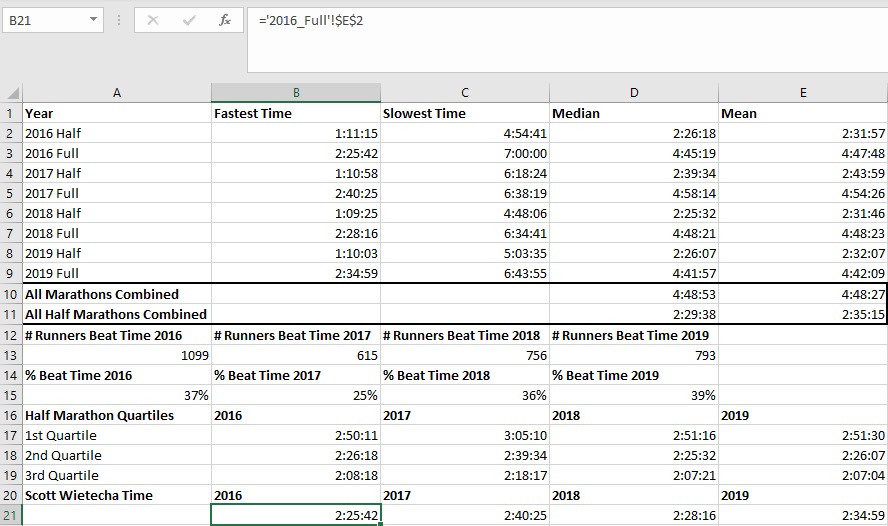 B21 fx ='2016_Full'!$E$2
A B C D E
1 Year Fastest Time Slowest Time Median Mean
2 2016 Half 1:11:15 4:54:41 2:26:18 2:31:57
3 2016 Full 2:25:42 7:00:00 4:45:19 4:47:48
4 2017 Half 1:10:58 6:18:24 2:39:34 2:43:59
5 2017 Full 2:40:25 6:38:19 4:58:14 4:54:26
6 2018 Half 1:09:25 4:48:06 2:25:32 2:31:46
7 2018 Full 2:28:16 6:34:41 4:48:21 4:48:23
8 2019 Half 1:10:03 5:03:35 2:26:07 2:32:07
9 2019 Full 2:34:59 6:43:55 4:41:57 4:42:09
10 All Marathons Combined 4:48:53 4:48:27
11 All Half Marathons Combined 2:29:38 2:35:15
12 # Runners Beat Time 2016 # Runners Beat Time 2017 # Runners Beat Time 2018 # Runners Beat Time 2019
13 1099 615 756 793
14 % Beat Time 2016 % Beat Time 2017 % Beat Time 2018 % Beat Time 2019
15 37% 25% 36% 39%
16 Half Marathon Quartiles 2016 2017 2018 2019
17 1st Quartile 2:50:11 3:05:10 2:51:16 2:51:30
18 2nd Quartile 2:26:18 2:39:34 2:25:32 2:26:07
19 3rd Quartile 2:08:18 2:18:17 2:07:21 2:07:04
20 Scott Wietecha Time 2016 2017 2018 2019
21 2:25:42 2:40:25 2:28:16 2:34:59